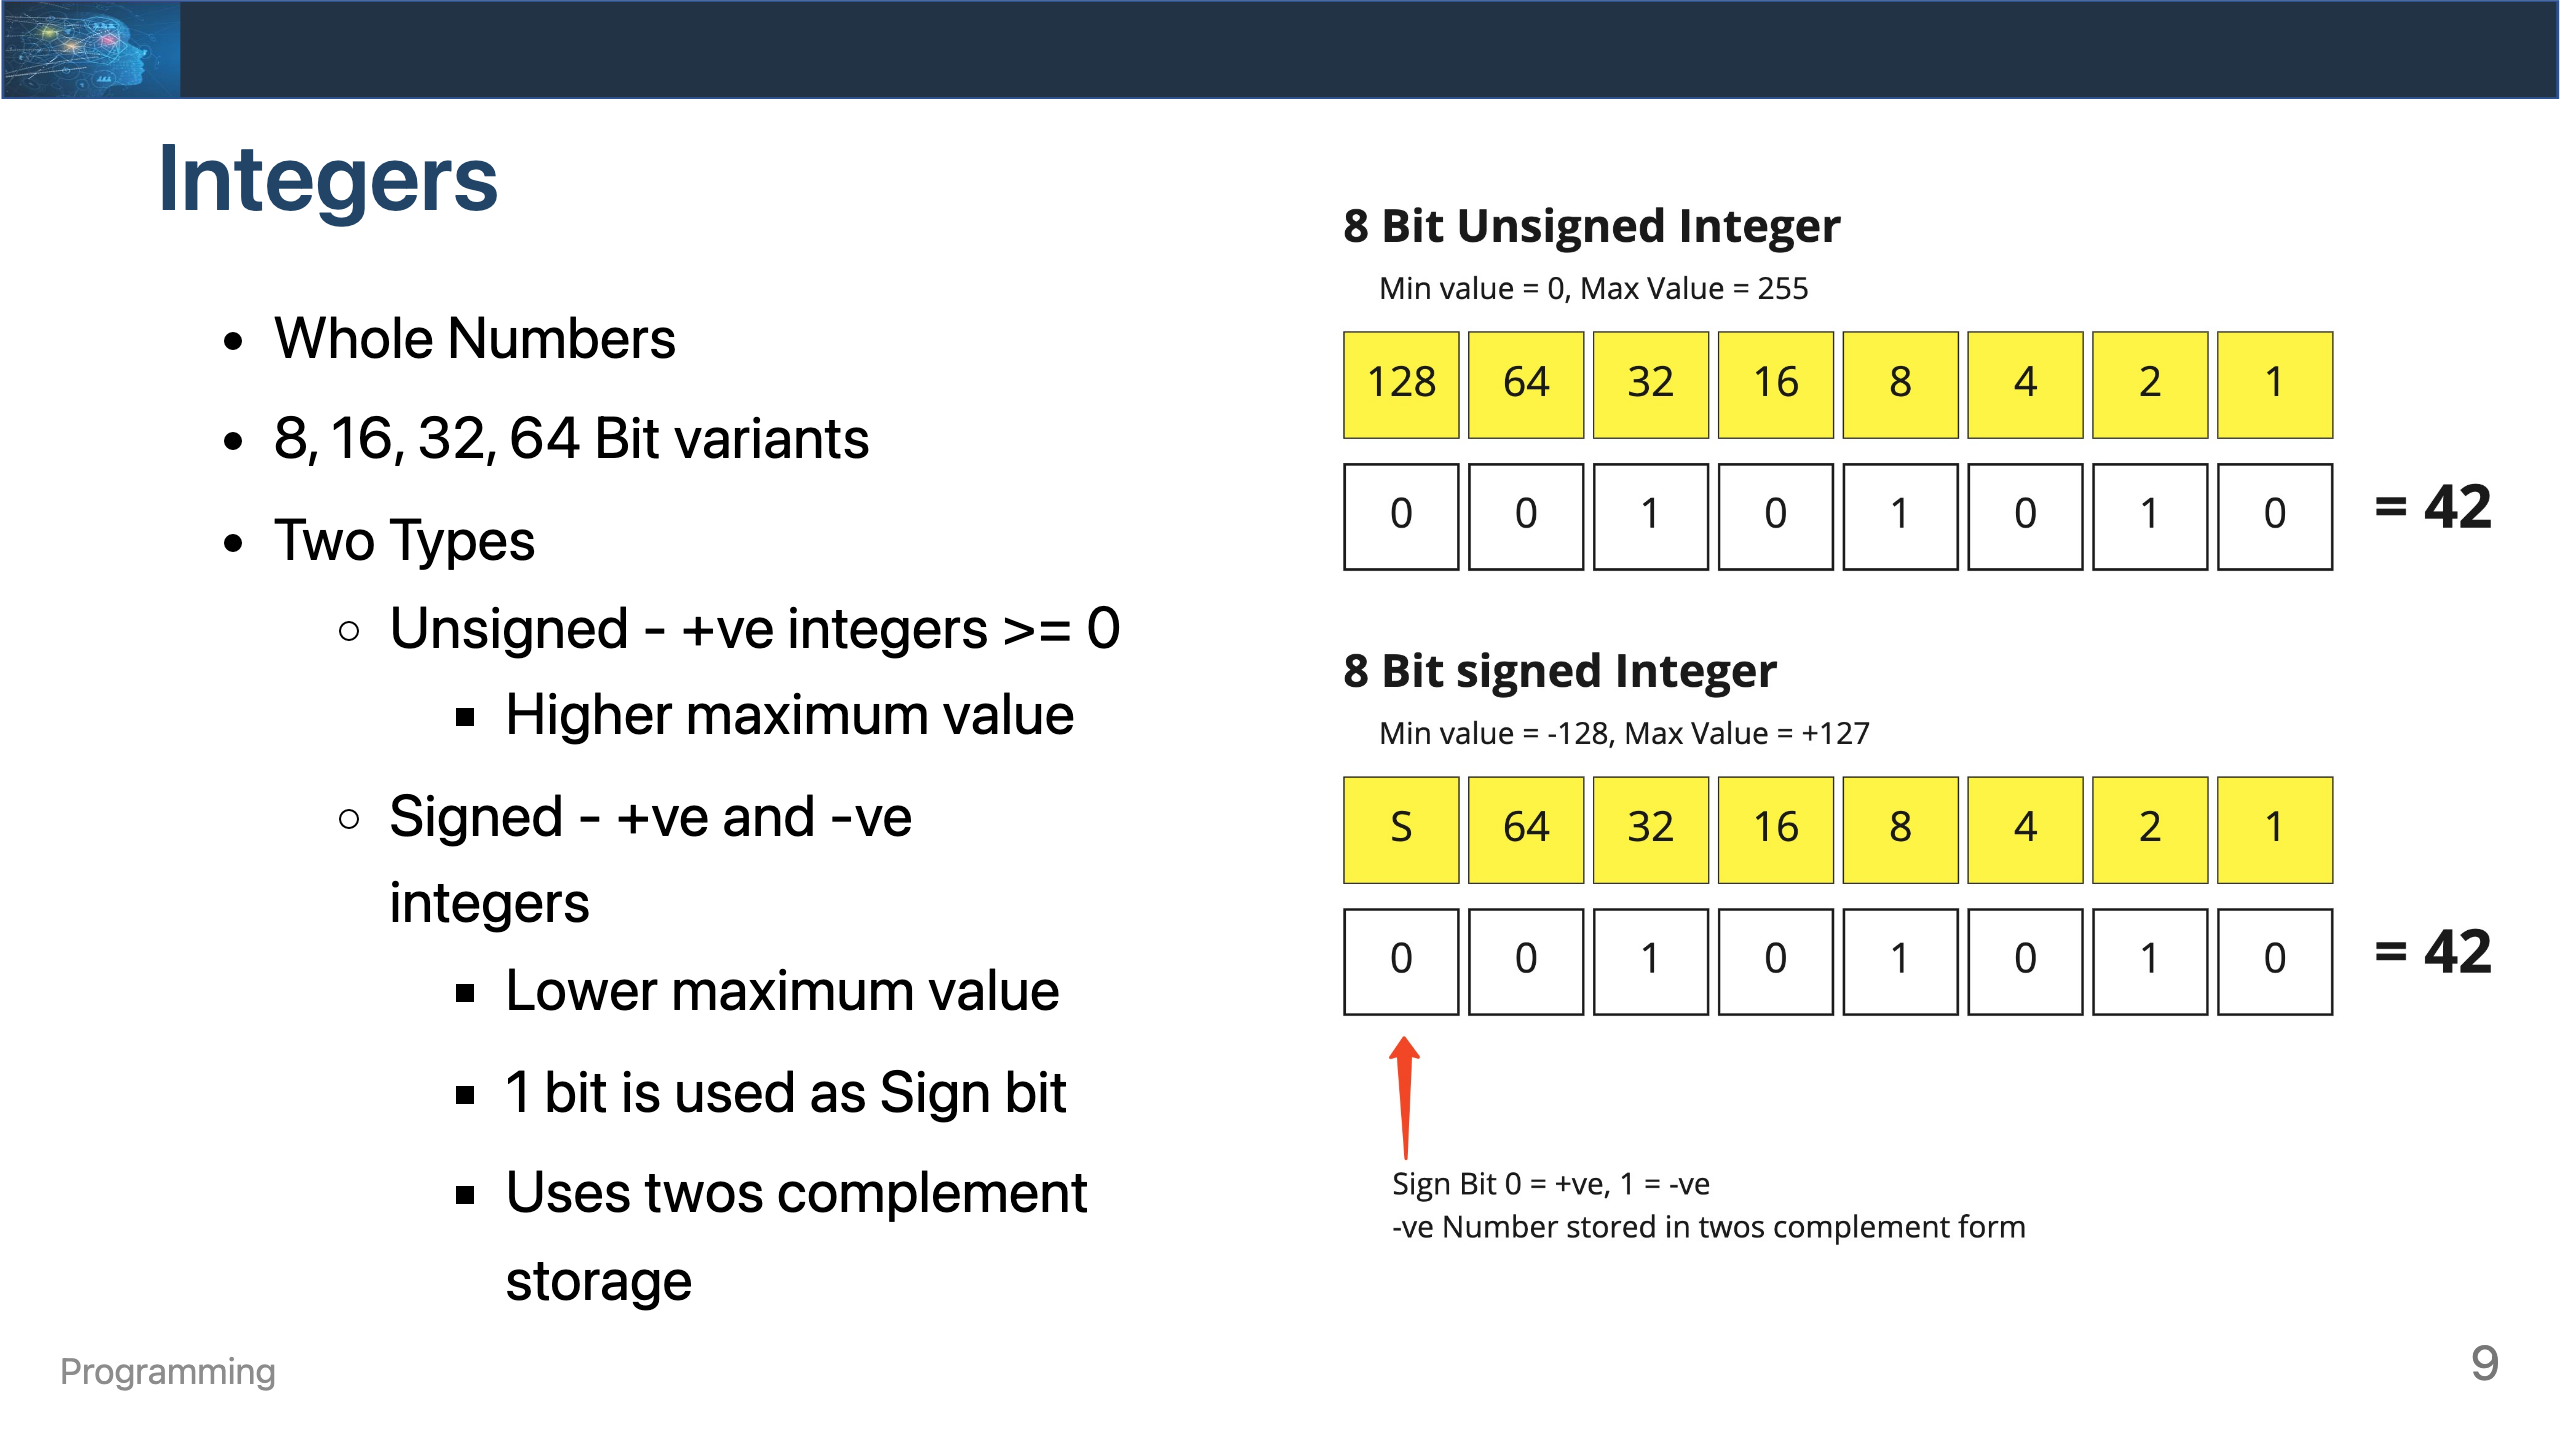 Integers
• Whole Numbers
• 8, 16, 32, 64 Bit variants
• Two Types
○ Unsigned - +ve integers >= 0
▪ Higher maximum value
○ Signed - +ve and -ve
integers
▪ Lower maximum value
▪ 1 bit is used as Sign bit
▪ Uses twos complement
storage
8 Bit Unsigned Integer
Min value = 0, Max Value = 255
128 64 32 16 8 4 2 1
0 0 1 0 1 0 1 0 = 42
8 Bit signed Integer
Min value = -128, Max Value = +127
S 64 32 16 8 4 2 1
0 0 1 0 1 0 1 0 = 42
Sign Bit 0 = +ve, 1 = -ve
-ve Number stored in twos complement form
Programming
9